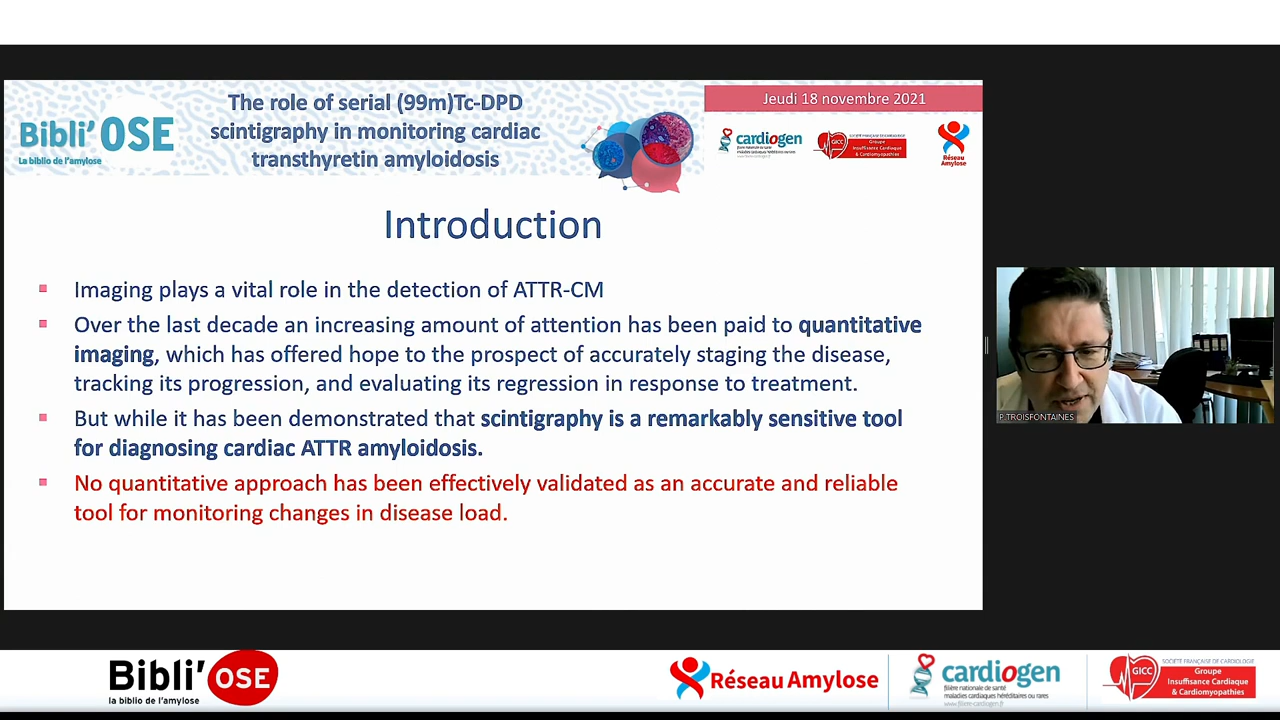 The role of serial (99m)Tc-DPD
scintigraphy in monitoring cardiac
transthyretin amyloidosis
Bibli'OSE
La biblio de l'amylose
Jeudi 18 novembre 2021
cardiogen
filière nationale de santé
maladies cardiaques héréditaires ou rares
GICC
SOCIÉTÉ FRANÇAISE DE CARDIOLOGIE
Groupe
Insuffisance Cardiaque
& Cardiomyopathies
Réseau
Amylose
Introduction
Imaging plays a vital role in the detection of ATTR-CM
Over the last decade an increasing amount of attention has been paid to quantitative
imaging, which has offered hope to the prospect of accurately staging the disease,
tracking its progression, and evaluating its regression in response to treatment.
But while it has been demonstrated that scintigraphy is a remarkably sensitive tool
for diagnosing cardiac ATTR amyloidosis.
No quantitative approach has been effectively validated as an accurate and reliable
tool for monitoring changes in disease load.
P.TROISFONTAINES
Bibli'OSE
la biblio de l'amylose
Réseau Amylose
cardiogen
filière nationale de santé
maladies cardiaques héréditaires ou rares
www.filiere-cardiogen.fr
GICC
SOCIÉTÉ FRANÇAISE DE CARDIOLOGIE
Groupe
Insuffisance Cardiaque
& Cardiomyopathies